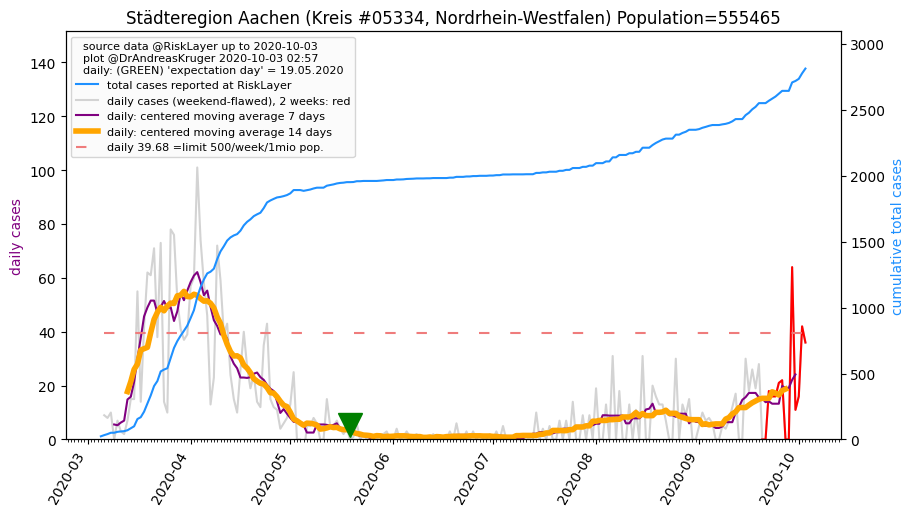 Städteregion Aachen (Kreis #05334, Nordrhein-Westfalen) Population=555465
source data @RiskLayer up to 2020-10-03
plot @DrAndreasKruger 2020-10-03 02:57
daily: (GREEN) 'expectation day' = 19.05.2020
total cases reported at RiskLayer
daily cases (weekend-flawed), 2 weeks: red
daily: centered moving average 7 days
daily: centered moving average 14 days
daily 39.68 =limit 500/week/1mio pop.
daily cases
140
120
100
80
60
40
20
0
cumulative total cases
3000
2500
2000
1500
1000
500
0
2020-03
2020-04
2020-05
2020-06
2020-07
2020-08
2020-09
2020-10